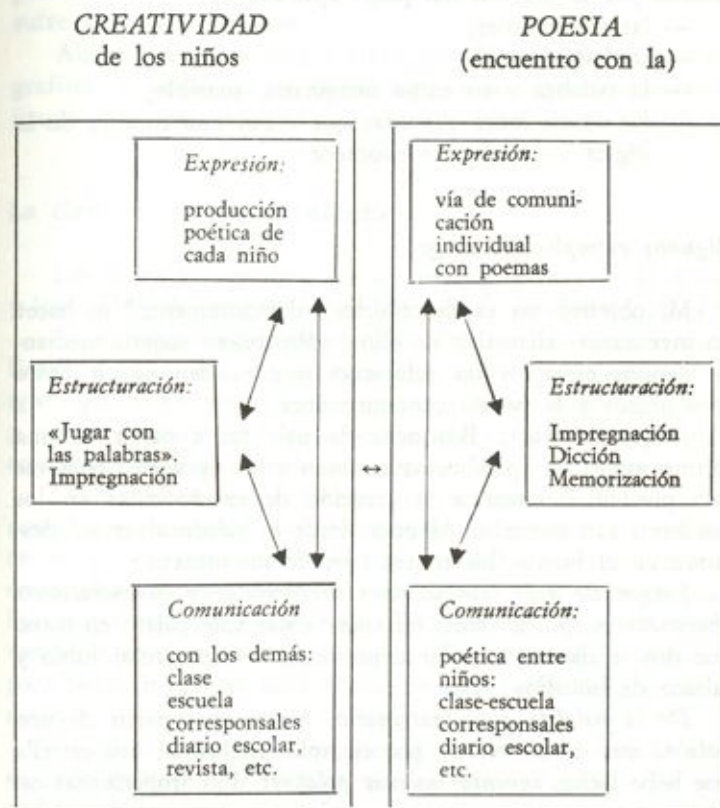 CREATIVIDAD
de los niños
POESIA
(encuentro con la)
Expresión:
producción
poética de
cada niño
Expresión:
vía de comuni-
cación
individual
con poemas
Estructuración:
«Jugar con
las palabras».
Impregnación
Estructuración:
Impregnación
Dicción
Memorización
Comunicación
con los demás:
clase
escuela
corresponsales
diario escolar,
revista, etc.
Comunicación:
poética entre
niños:
clase-escuela
corresponsales
diario escolar,
etc.